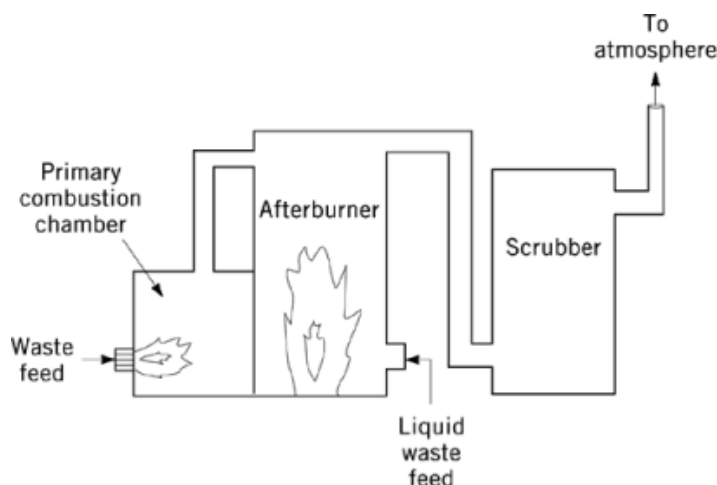 To
atmosphere
Primary
combustion
chamber
Afterburner
Scrubber
Waste
feed
Liquid
waste
feed